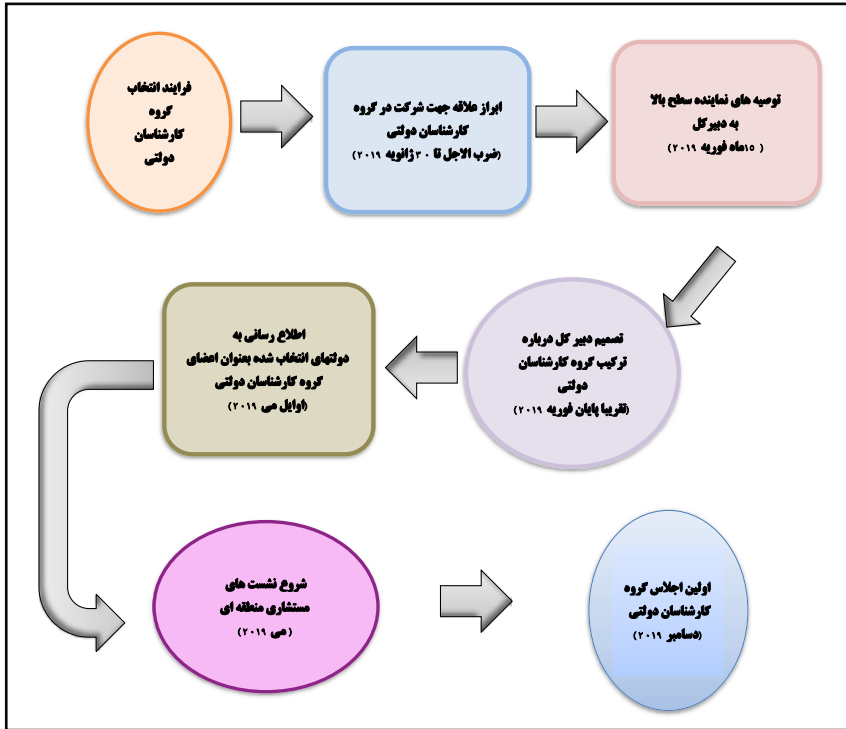 فرایند انتخاب
گروه
کارشناسان
دولتی
ابراز علاقه جهت شرکت در گروه
کارشناسان دولتی
(ضرب الاجل تا ۳۰ ژانویه ۲۰۱۹)
توصیه های نماینده سطح بالا
به دبیرکل
( ۱۵ماه فوریه ۲۰۱۹)
تصمیم دبیر کل درباره
ترکیب گروه کارشناسان
دولتی
(تقریبا پایان فوریه ۲۰۱۹)
اطلاع رسانی به
دولتهای انتخاب شده بعنوان اعضای
گروه کارشناسان دولتی
(اوایل می ۲۰۱۹)
شروع نشست های
مستشاری منطقه ای
( می ۲۰۱۹)
اولین اجلاس گروه
کارشناسان دولتی
(دسامبر ۲۰۱۹)